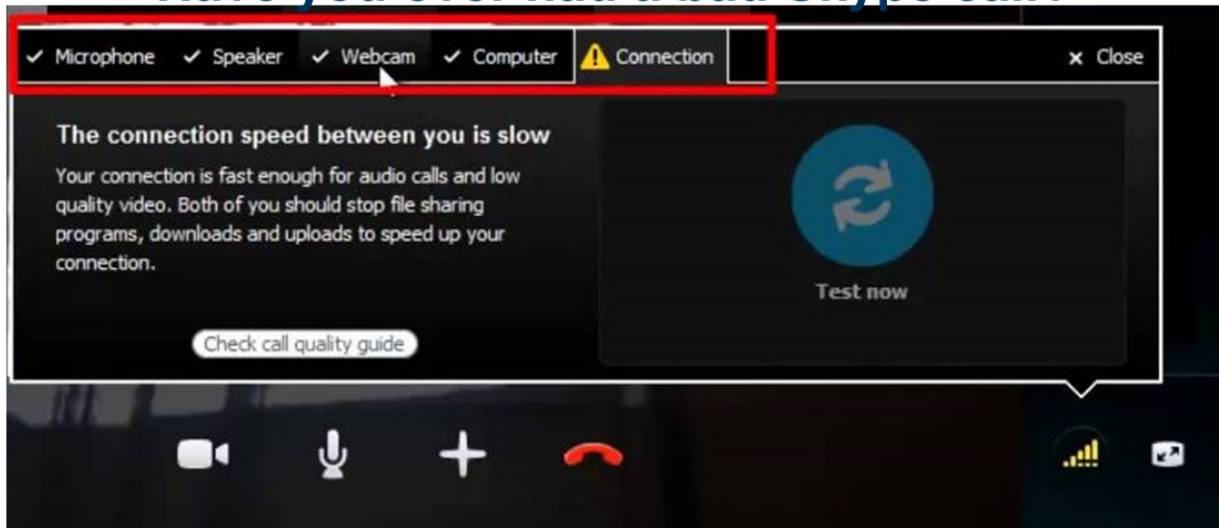 Microphone Speaker Webcam Computer Connection Close
The connection speed between you is slow
Your connection is fast enough for audio calls and low
quality video. Both of you should stop file sharing
programs, downloads and uploads to speed up your
connection.
Test now
Check call quality guide